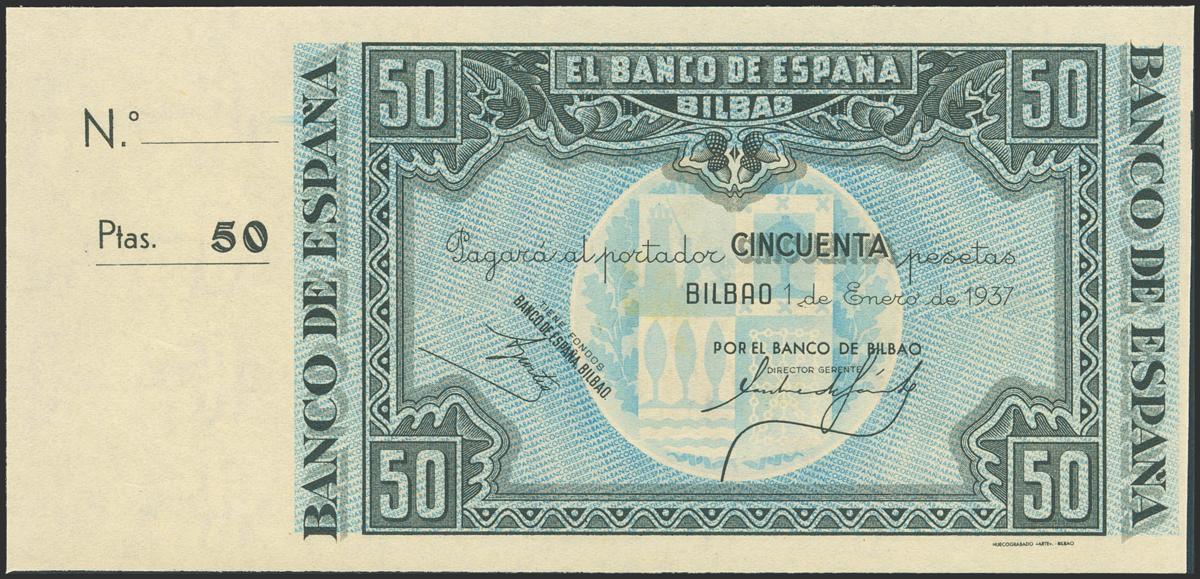 N.º
Ptas. 50
BANCO DE ESPAÑA
50 EL BANCO DE ESPAÑA 50
BILBAO
Pagará al portador CINCUENTA pesetas
BILBAO 1 de Enero de 1937
TIENE FONDOS
BANCO DE ESPAÑA BILBAO.
POR EL BANCO DE BILBAO
DIRECTOR GERENTE
50 50
BANCO DE ESPAÑA
HUECOGRABADO «ARTE». - BILBAO